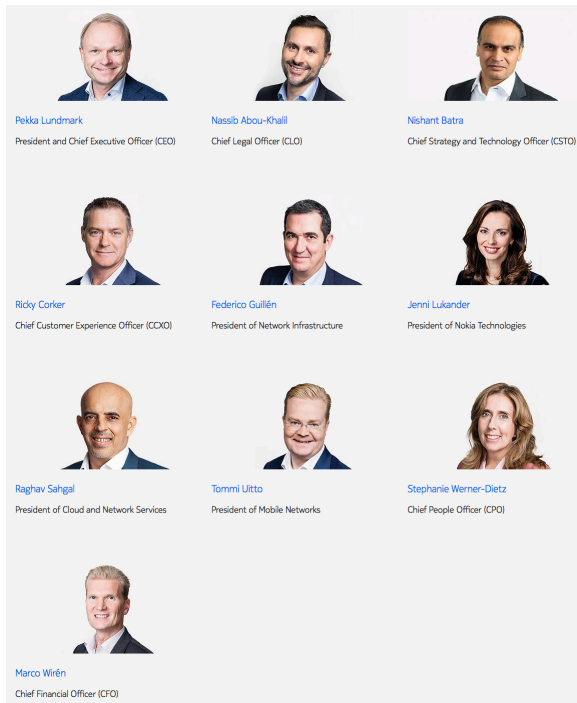 Pekka Lundmark
President and Chief Executive Officer (CEO)
Nassib Abou-Khalil
Chief Legal Officer (CLO)
Nishant Batra
Chief Strategy and Technology Officer (CSTO)
Ricky Corker
Chief Customer Experience Officer (CCXO)
Federico Guillén
President of Network Infrastructure
Jenni Lukander
President of Nokia Technologies
Raghav Sahgal
President of Cloud and Network Services
Tommi Uitto
President of Mobile Networks
Stephanie Werner-Dietz
Chief People Officer (CPO)
Marco Wirén
Chief Financial Officer (CFO)